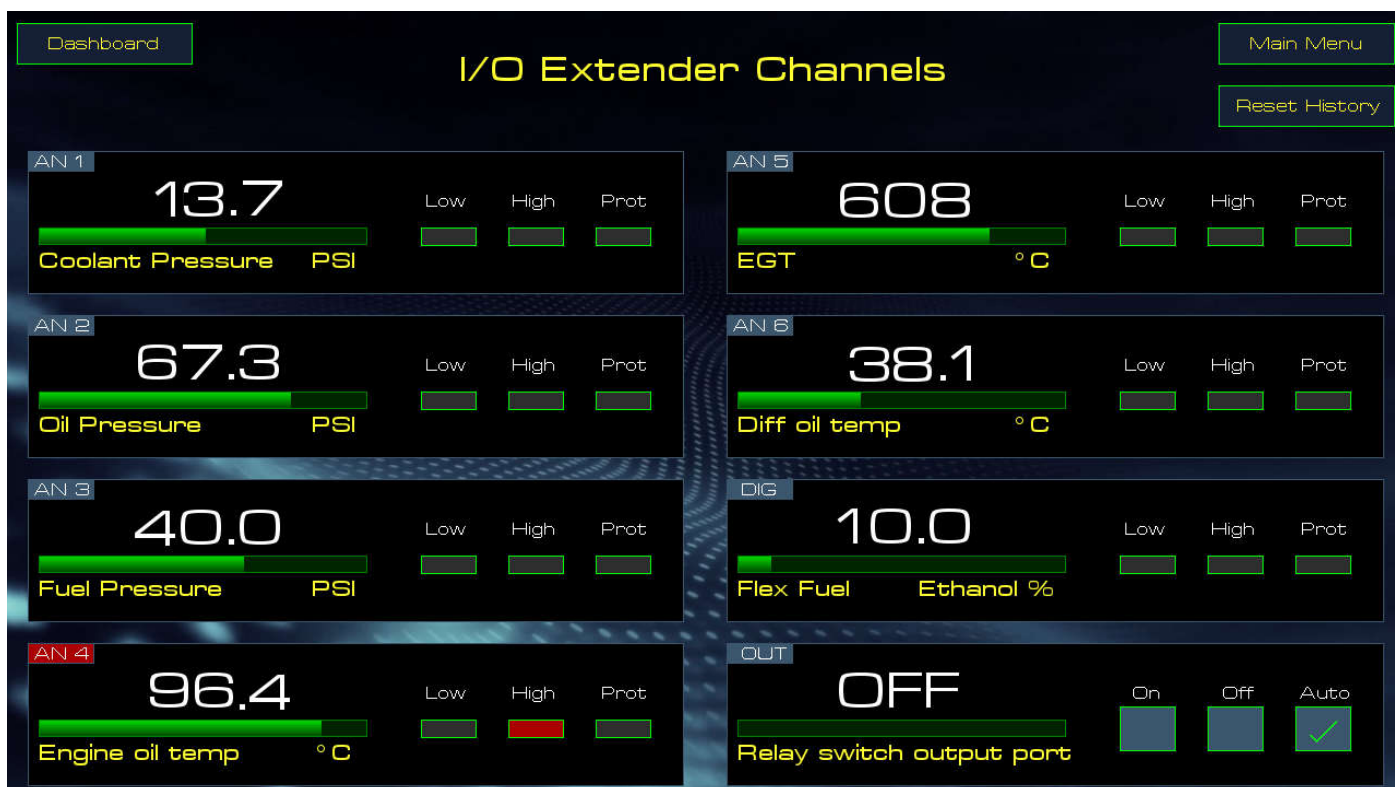 Dashboard
I/O Extender Channels
Main Menu
Reset History
AN 1
13.7
Low High Prot
Coolant Pressure PSI
AN 5
608
Low High Prot
EGT °C
AN 2
67.3
Low High Prot
Oil Pressure PSI
AN 6
38.1
Low High Prot
Diff oil temp °C
AN 3
40.0
Low High Prot
Fuel Pressure PSI
DIG
10.0
Low High Prot
Flex Fuel Ethanol %
AN 4
96.4
Low High Prot
Engine oil temp °C
OUT
OFF
On Off Auto
Relay switch output port